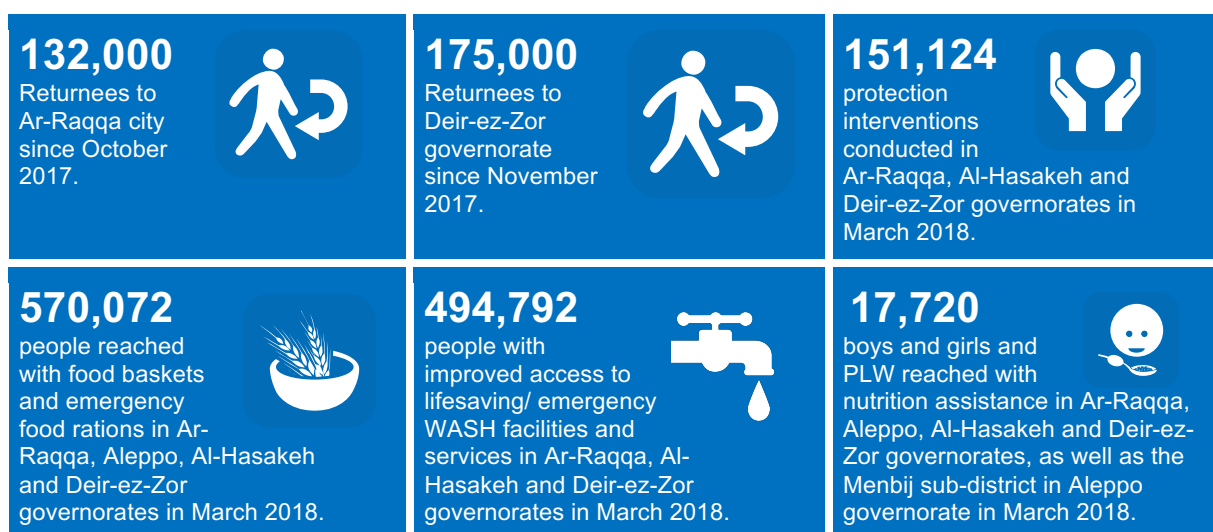 132,000
Returnees to
Ar-Raqqa city
since October
2017.
175,000
Returnees to
Deir-ez-Zor
governorate
since November
2017.
151,124
protection
interventions
conducted in
Ar-Raqqa, Al-Hasakeh and
Deir-ez-Zor governorates in
March 2018.
570,072
people reached
with food baskets
and emergency
food rations in Ar-
Raqqa, Aleppo, Al-Hasakeh
and Deir-ez-Zor
governorates in March 2018.
494,792
people with
improved access to
lifesaving/ emergency
WASH facilities and
services in Ar-Raqqa, Al-
Hasakeh and Deir-ez-Zor
governorates in March 2018.
17,720
boys and girls and
PLW reached with
nutrition assistance in Ar-Raqqa,
Aleppo, Al-Hasakeh and Deir-ez-
Zor governorates, as well as the
Menbij sub-district in Aleppo
governorate in March 2018.